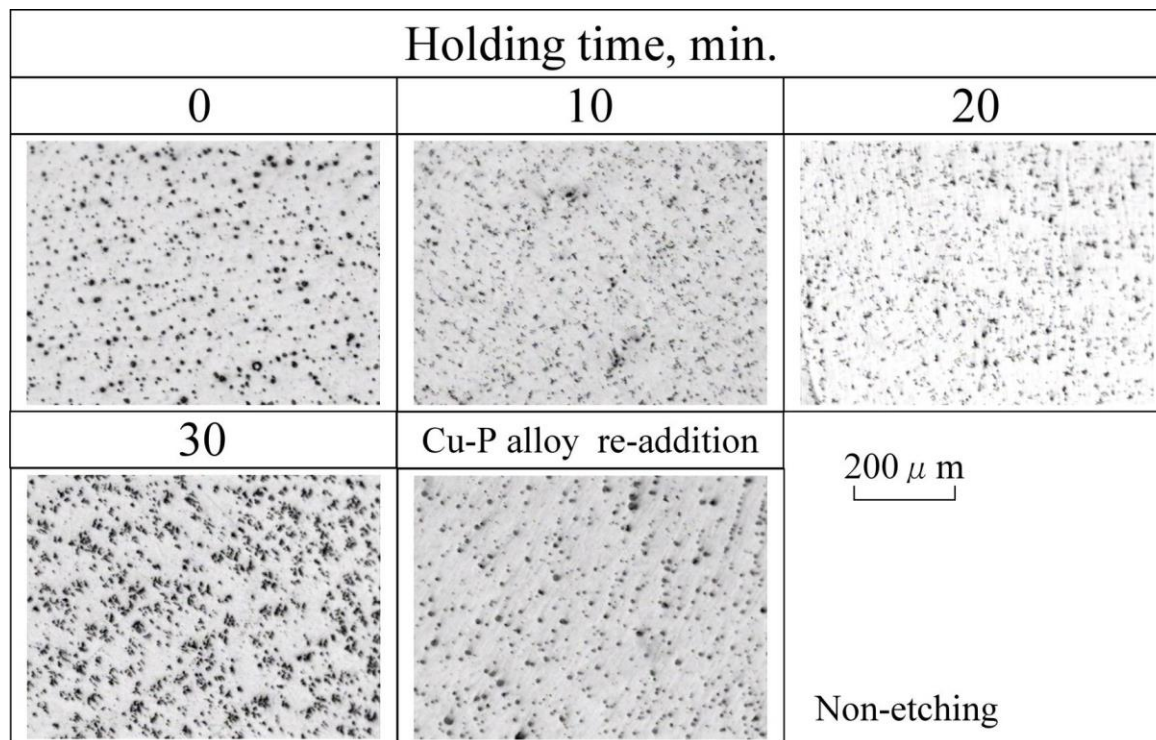 Holding time, min.
0
10
20
30
Cu-P alloy re-addition
200 μ m
Non-etching